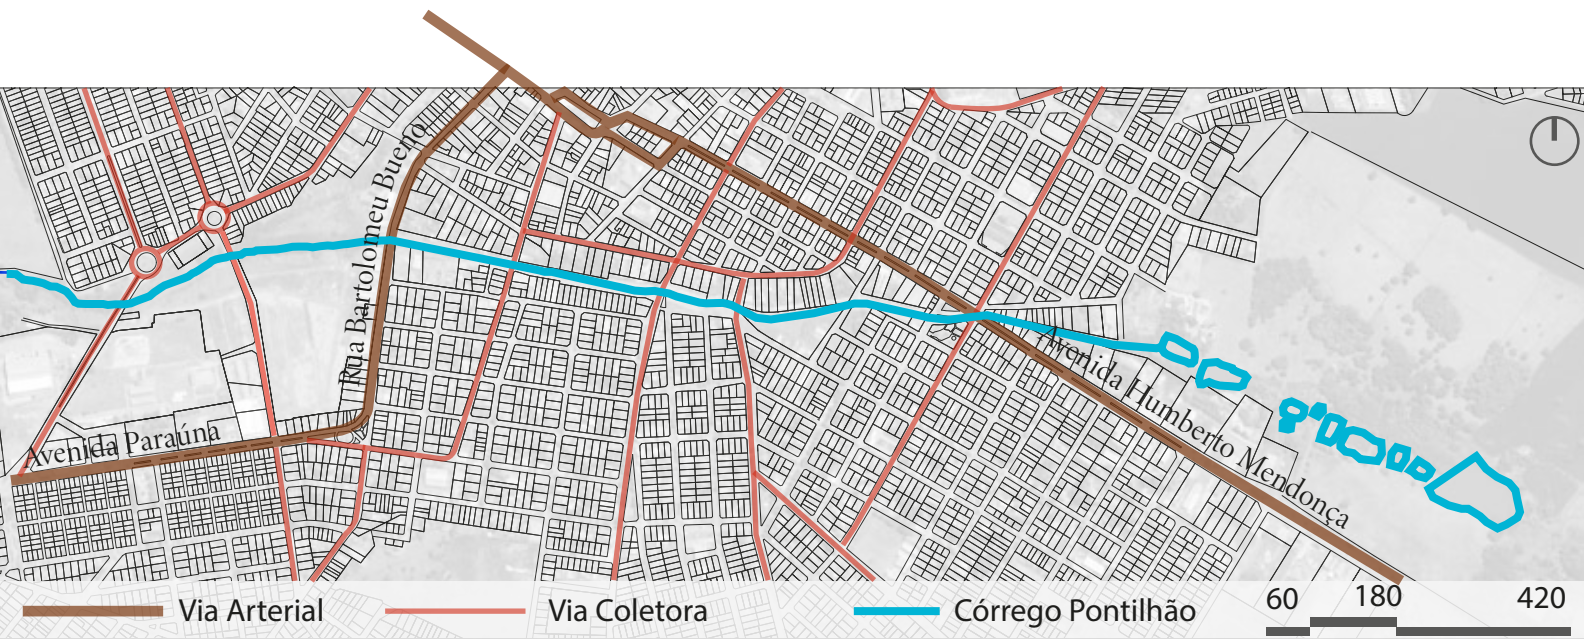 Rua Bartolomeu Bueno
Avenida Paraúna
Avenida Humberto Mendonça
Via Arterial
Via Coletora
Córrego Pontilhão
60 180 420